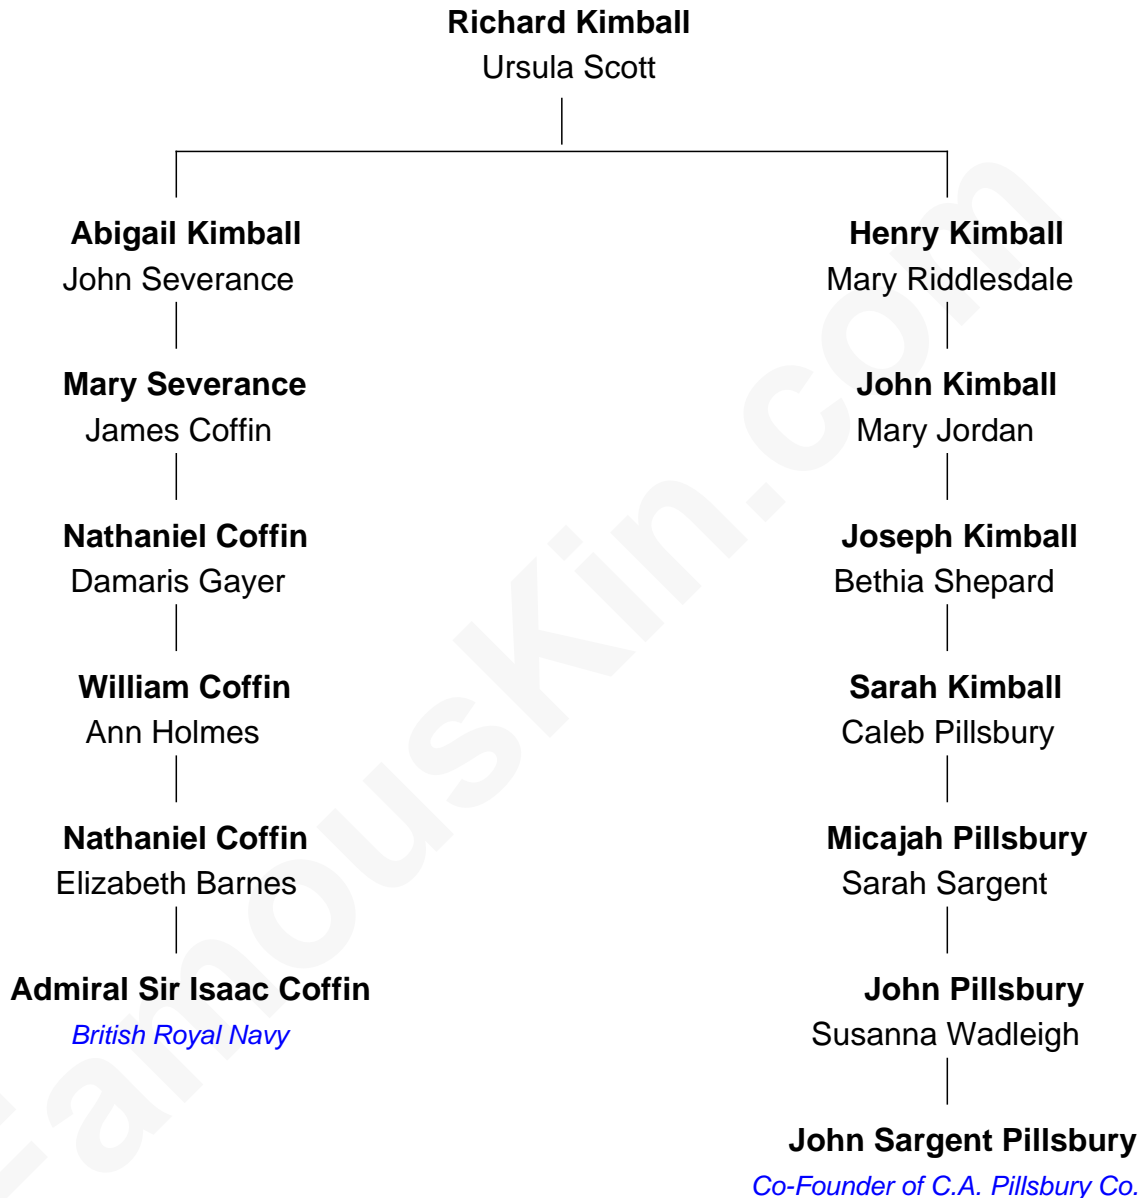 Richard Kimball
Ursula Scott
Abigail Kimball
John Severance
Mary Severance
James Coffin
Nathaniel Coffin
Damaris Gayer
William Coffin
Ann Holmes
Nathaniel Coffin
Elizabeth Barnes
Admiral Sir Isaac Coffin
British Royal Navy
Henry Kimball
Mary Riddlesdale
John Kimball
Mary Jordan
Joseph Kimball
Bethia Shepard
Sarah Kimball
Caleb Pillsbury
Micajah Pillsbury
Sarah Sargent
John Pillsbury
Susanna Wadleigh
John Sargent Pillsbury
Co-Founder of C.A. Pillsbury Co.
FamousKin.com